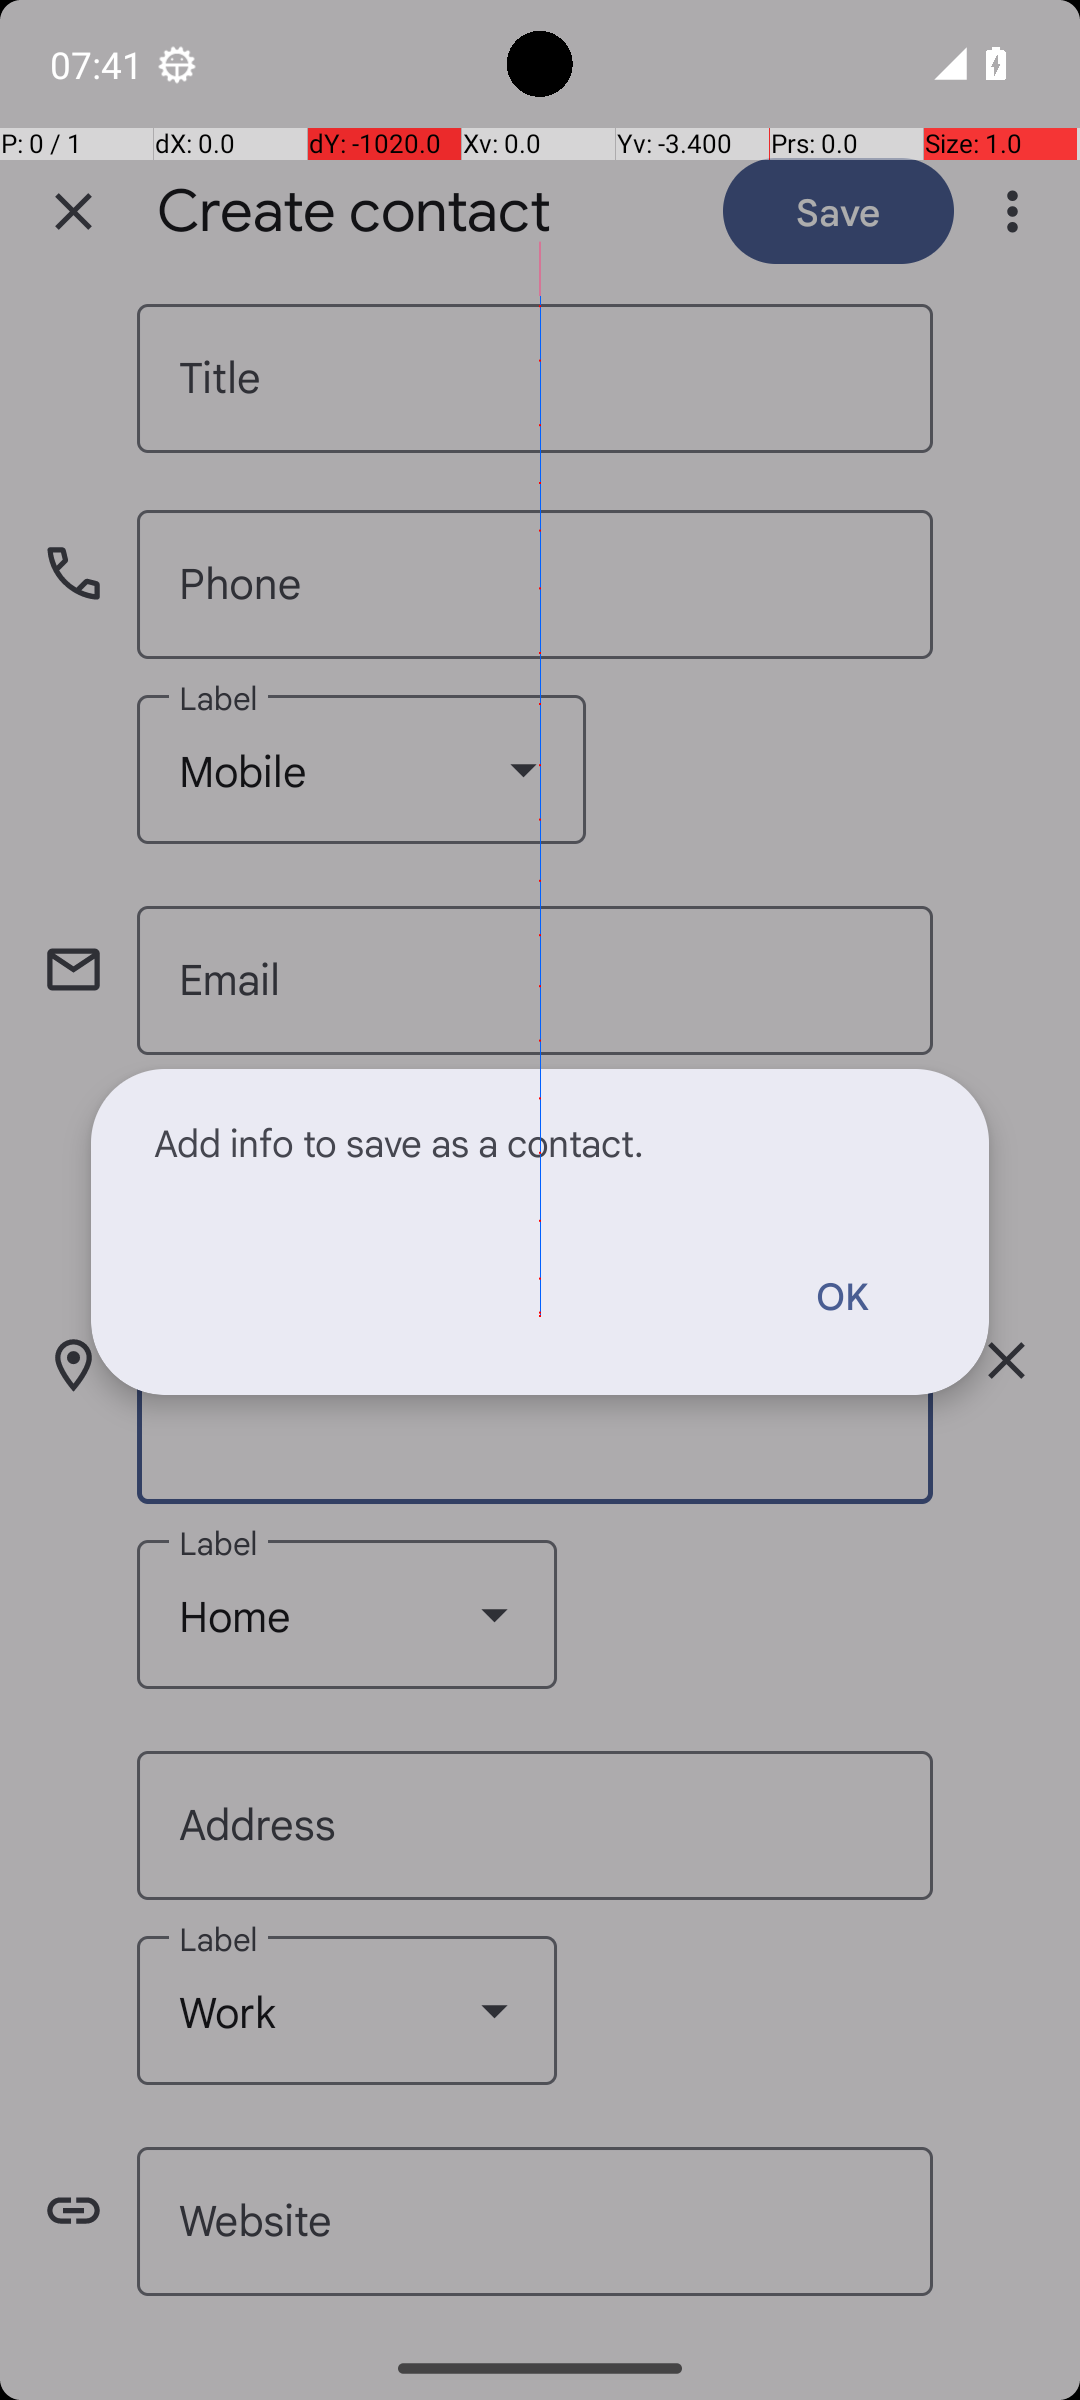 07:41
P: 0 / 1 dX: 0.0 dY: -1020.0 Xv: 0.0 Yv: -3.400 Prs: 0.0 Size: 1.0
Create contact Save
Title
Phone
Label
Mobile
Email
Add info to save as a contact.
OK
Label
Home
Address
Label
Work
Website